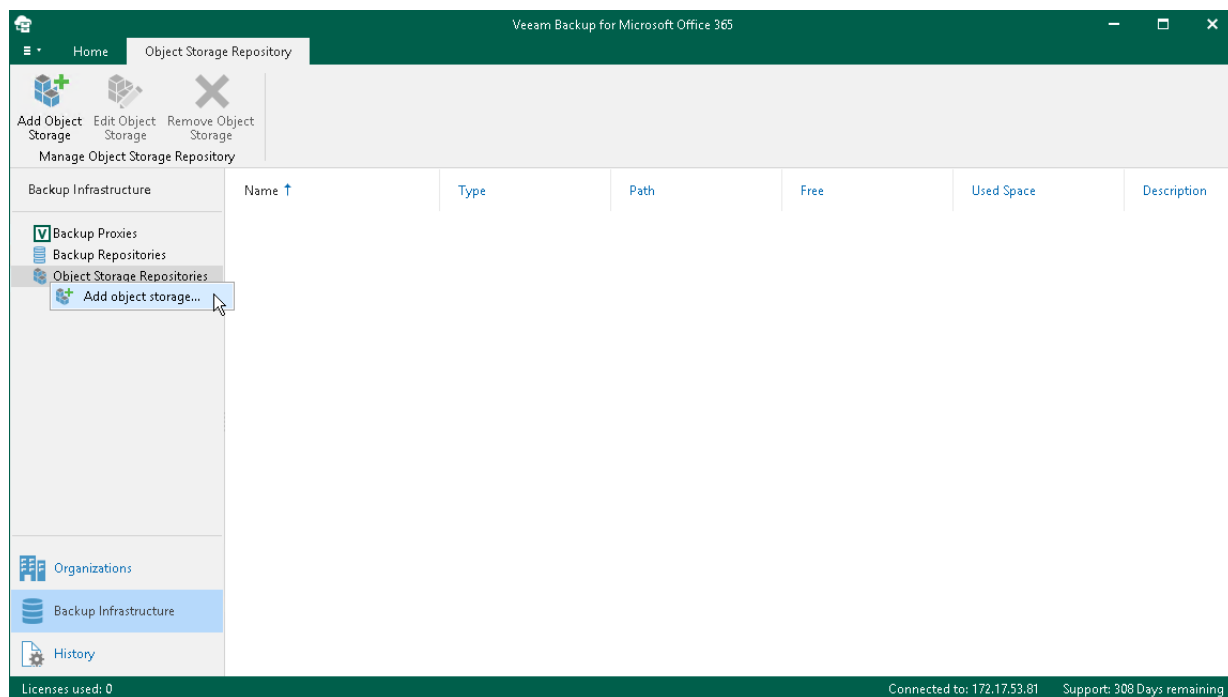 Veeam Backup for Microsoft Office 365
Home Object Storage Repository
Add Object Storage
Edit Object Storage
Remove Object Storage
Manage Object Storage Repository
Backup Infrastructure
Name Type Path Free Used Space Description
Backup Proxies
Backup Repositories
Object Storage Repositories
Add object storage...
Organizations
Backup Infrastructure
History
Licenses used: 0 Connected to: 172.17.53.81 Support: 308 Days remaining